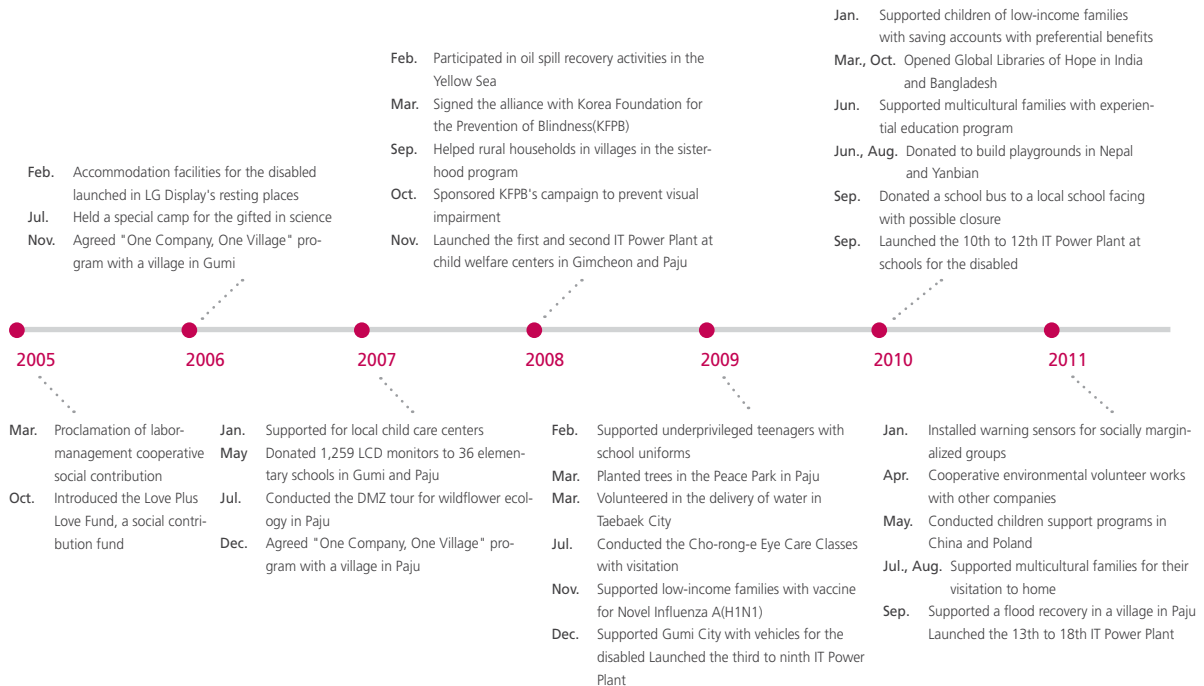 Jan. Supported children of low-income families
with saving accounts with preferential benefits
Mar., Oct. Opened Global Libraries of Hope in India
and Bangladesh
Jun. Supported multicultural families with experien-
tial education program
Jun., Aug. Donated to build playgrounds in Nepal
and Yanbian
Sep. Donated a school bus to a local school facing
with possible closure
Sep. Launched the 10th to 12th IT Power Plant at
schools for the disabled
Feb. Participated in oil spill recovery activities in the
Yellow Sea
Mar. Signed the alliance with Korea Foundation for
the Prevention of Blindness(KFPB)
Sep. Helped rural households in villages in the sister-
hood program
Oct. Sponsored KFPB's campaign to prevent visual
impairment
Nov. Launched the first and second IT Power Plant at
child welfare centers in Gimcheon and Paju
Feb. Accommodation facilities for the disabled
launched in LG Display's resting places
Jul. Held a special camp for the gifted in science
Nov. Agreed "One Company, One Village" pro-
gram with a village in Gumi
2005 2006 2007 2008 2009 2010 2011
Mar. Proclamation of labor-
management cooperative
social contribution
Oct. Introduced the Love Plus
Love Fund, a social contri-
bution fund
Jan. Supported for local child care centers
May Donated 1,259 LCD monitors to 36 elemen-
tary schools in Gumi and Paju
Jul. Conducted the DMZ tour for wildflower ecol-
ogy in Paju
Dec. Agreed "One Company, One Village" pro-
gram with a village in Paju
Feb. Supported underprivileged teenagers with
school uniforms
Mar. Planted trees in the Peace Park in Paju
Mar. Volunteered in the delivery of water in
Taebaek City
Jul. Conducted the Cho-rong-e Eye Care Classes
with visitation
Nov. Supported low-income families with vaccine
for Novel Influenza A(H1N1)
Dec. Supported Gumi City with vehicles for the
disabled Launched the third to ninth IT Power
Plant
Jan. Installed warning sensors for socially margin-
alized groups
Apr. Cooperative environmental volunteer works
with other companies
May. Conducted children support programs in
China and Poland
Jul., Aug. Supported multicultural families for their
visitation to home
Sep. Supported a flood recovery in a village in Paju
Launched the 13th to 18th IT Power Plant